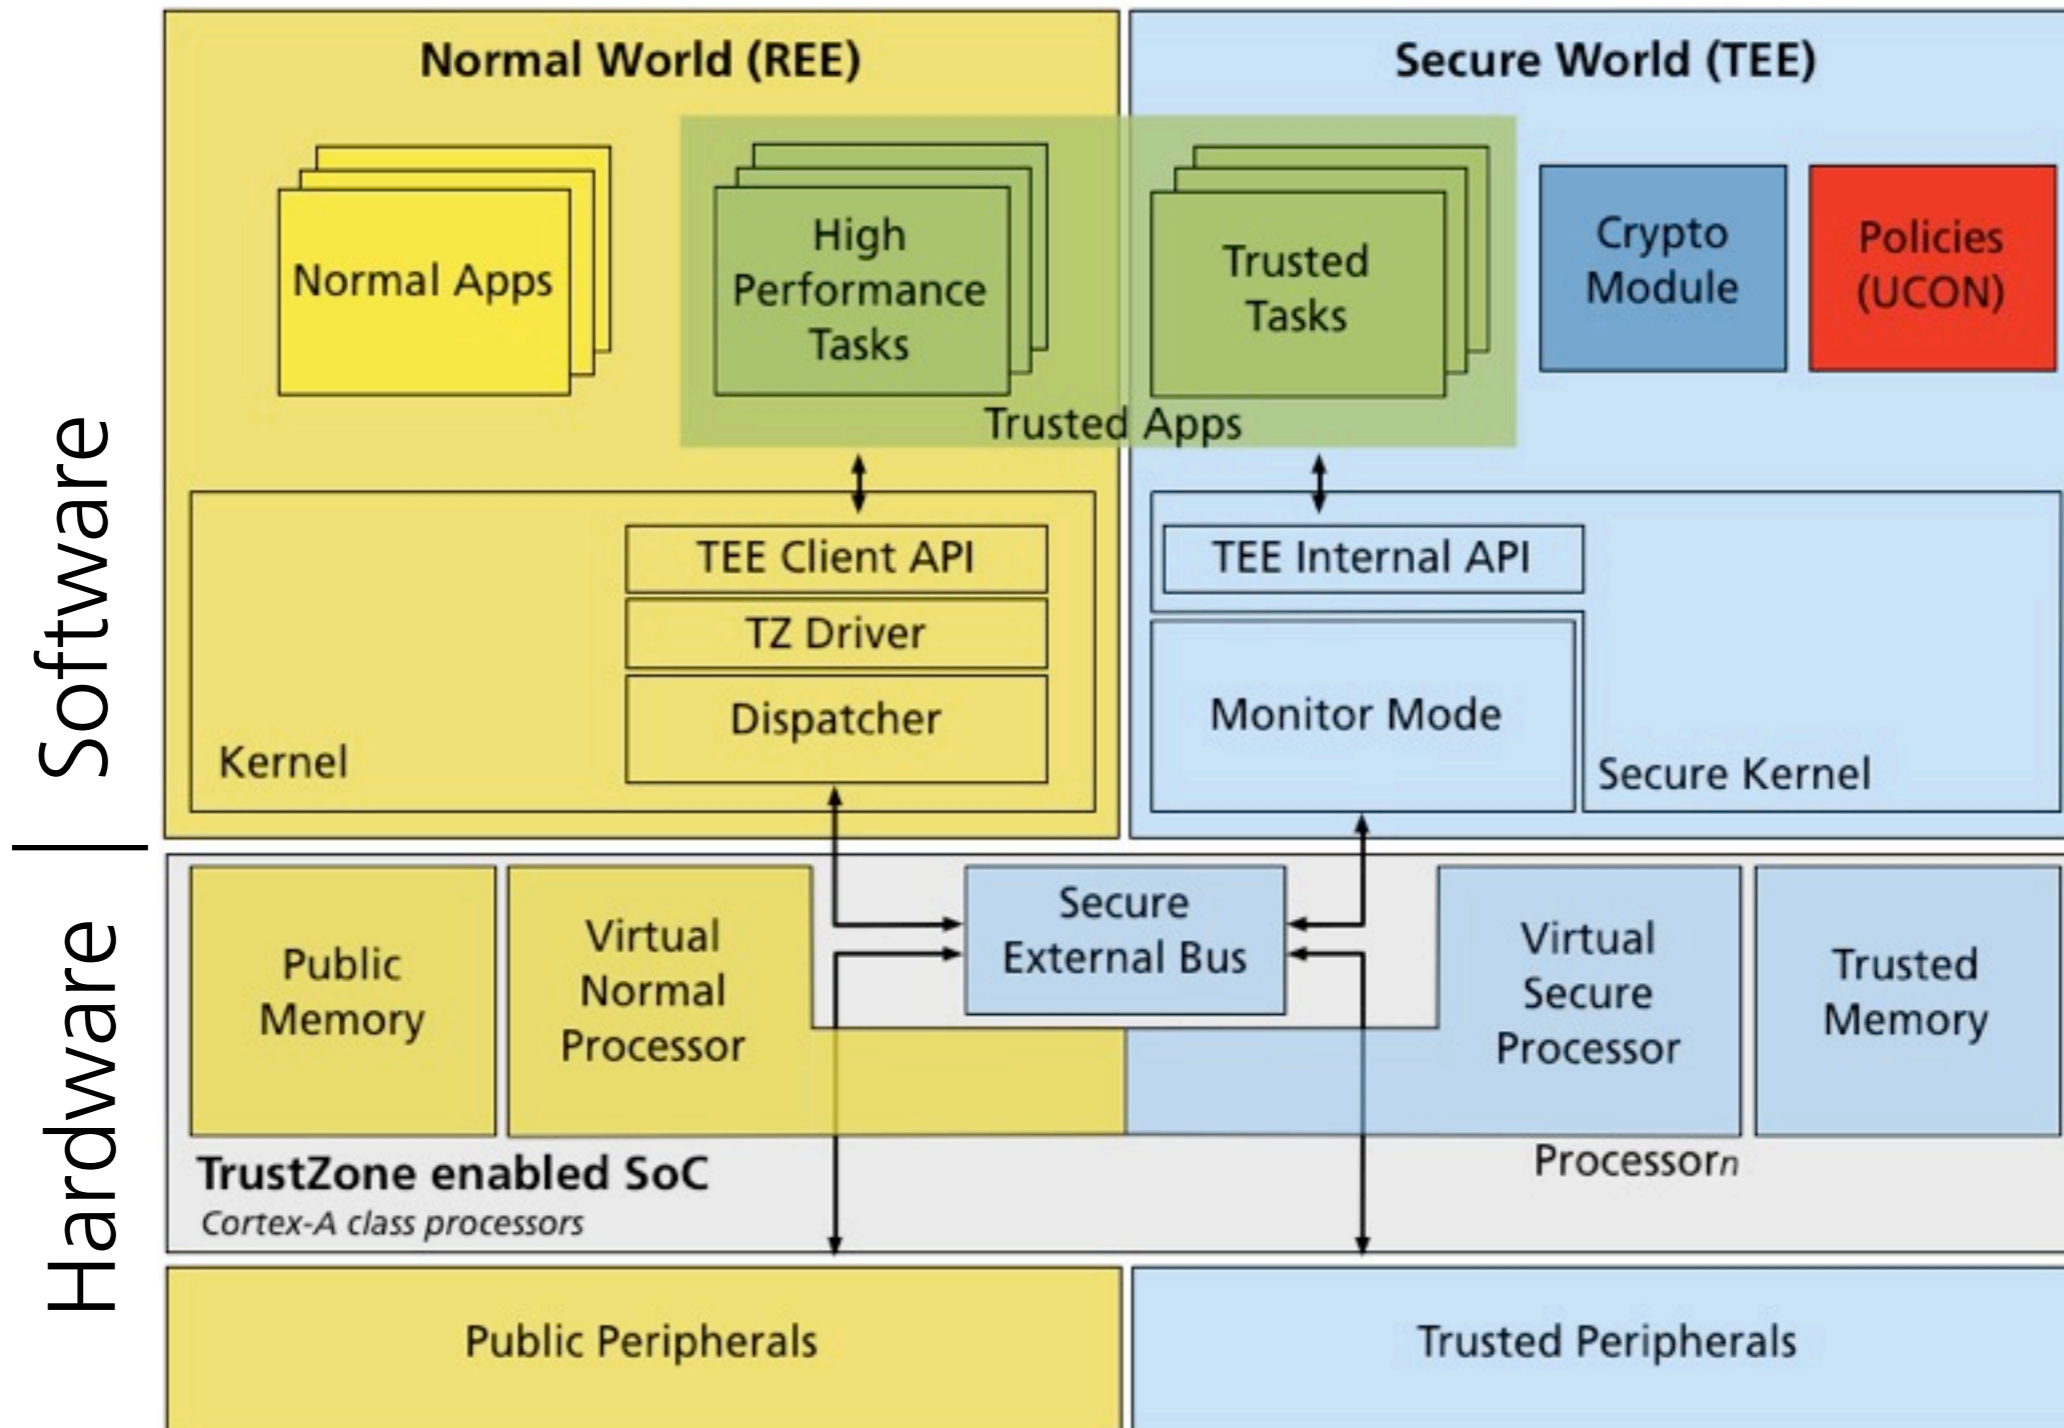 Normal World (REE)
Secure World (TEE)
Normal Apps
High
Performance
Tasks
Trusted
Tasks
Crypto
Module
Policies
(UCON)
Trusted Apps
Software
TEE Client API
TZ Driver
Dispatcher
Kernel
TEE Internal API
Monitor Mode
Secure Kernel
Hardware
Public
Memory
Virtual
Normal
Processor
Secure
External Bus
Virtual
Secure
Processor
Trusted
Memory
TrustZone enabled SoC
Cortex-A class processors
Processorn
Public Peripherals
Trusted Peripherals